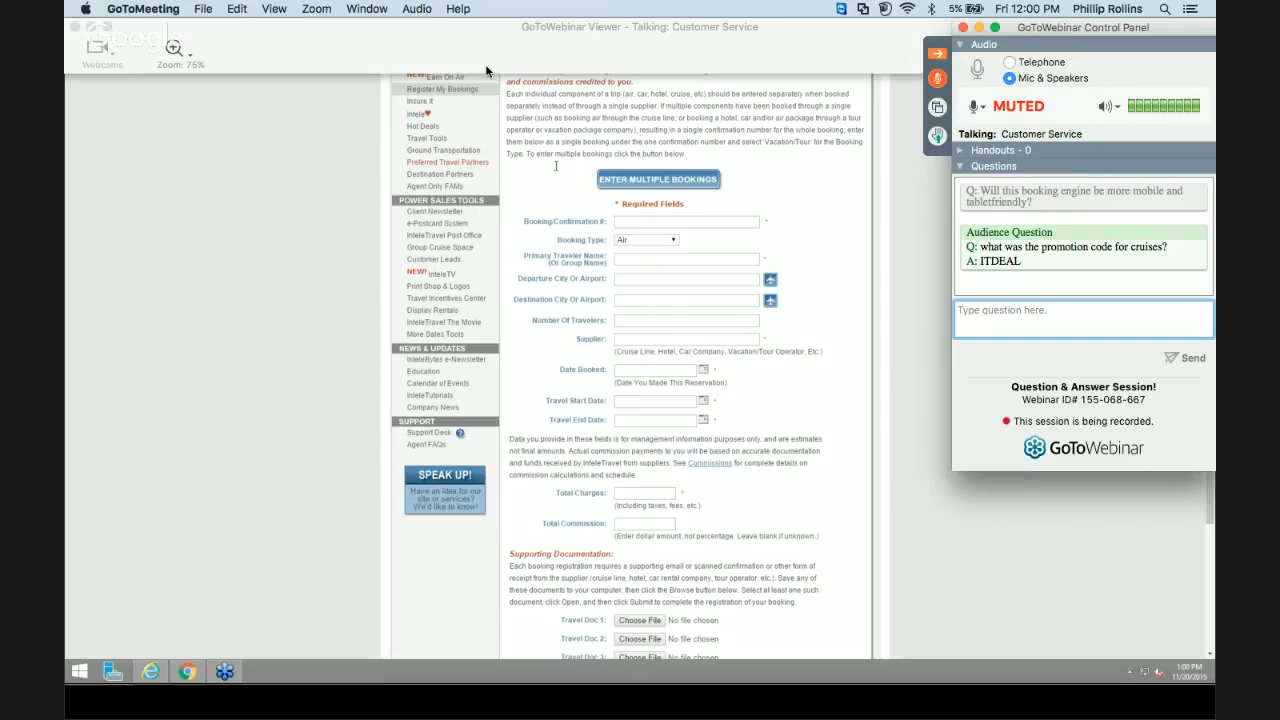 GoToMeeting File Edit View Zoom Window Audio Help
5% Fri 12:00 PM Phillip Rollins
Google
GoToWebinar Viewer - Talking: Customer Service
Webcams
Zoom: 75%
NEW! Earn On Air
Register My Bookings
Insure It
Intele
Hot Deals
Travel Tools
Ground Transportation
Preferred Travel Partners
Destination Partners
Agent Only FAMs
POWER SALES TOOLS
Client Newsletter
e-Postcard System
InteleTravel Post Office
Group Cruise Space
Customer Leads
NEW! InteleTV
Print Shop & Logos
Travel Incentives Center
Display Rentals
InteleTravel The Movie
More Sales Tools
NEWS & UPDATES
InteleBytes e-Newsletter
Education
Calendar of Events
InteleTutorials
Company News
SUPPORT
Support Desk ?
Agent FAQs
SPEAK UP!
Have an idea for our
site or services?
We'd like to know!
and commissions credited to you.
Each individual component of a trip (air, car, hotel, cruise, etc) should be entered separately when booked
separately instead of through a single supplier. If multiple components have been booked through a single
supplier (such as booking air through the cruise line, or booking a hotel, car and/or air package through a tour
operator or vacation package company), resulting in a single confirmation number for the whole booking, enter
them below as a single booking under the one confirmation number and select 'Vacation/Tour' for the Booking
Type. To enter multiple bookings click the button below.
ENTER MULTIPLE BOOKINGS
* Required Fields
Booking/Confirmation #: *
Booking Type: Air
Primary Traveler Name:
(Or Group Name) *
Departure City Or Airport:
Destination City Or Airport:
Number Of Travelers:
Supplier: *
(Cruise Line, Hotel, Car Company, Vacation/Tour Operator, Etc.)
Date Booked: *
(Date You Made This Reservation)
Travel Start Date: *
Travel End Date: *
Data you provide in these fields is for management information purposes only, and are estimates
not final amounts. Actual commission payments to you will be based on accurate documentation
and funds received by InteleTravel from suppliers. See Commissions for complete details on
commission calculations and schedule.
Total Charges: *
(Including taxes, fees, etc.)
Total Commission:
(Enter dollar amount, not percentage. Leave blank if unknown.)
Supporting Documentation:
Each booking registration requires a supporting email or scanned confirmation or other form of
receipt from the supplier (cruise line, hotel, car rental company, tour operator, etc.). Save any of
these documents to your computer, then click the Browse button below. Select at least one such
document, click Open, and then click Submit to complete the registration of your booking.
Travel Doc 1: Choose File No file chosen
Travel Doc 2: Choose File No file chosen
Travel Doc 3: Choose File No file chosen
GoToWebinar Control Panel
Audio
Telephone
Mic & Speakers
MUTED
Talking: Customer Service
Handouts - 0
Questions
Q: Will this booking engine be more mobile and
tabletfriendly?
Audience Question
Q: what was the promotion code for cruises?
A: ITDEAL
Type question here.
Send
Question & Answer Session!
Webinar ID# 155-068-667
This session is being recorded.
GoToWebinar
1:00 PM
11/20/2015